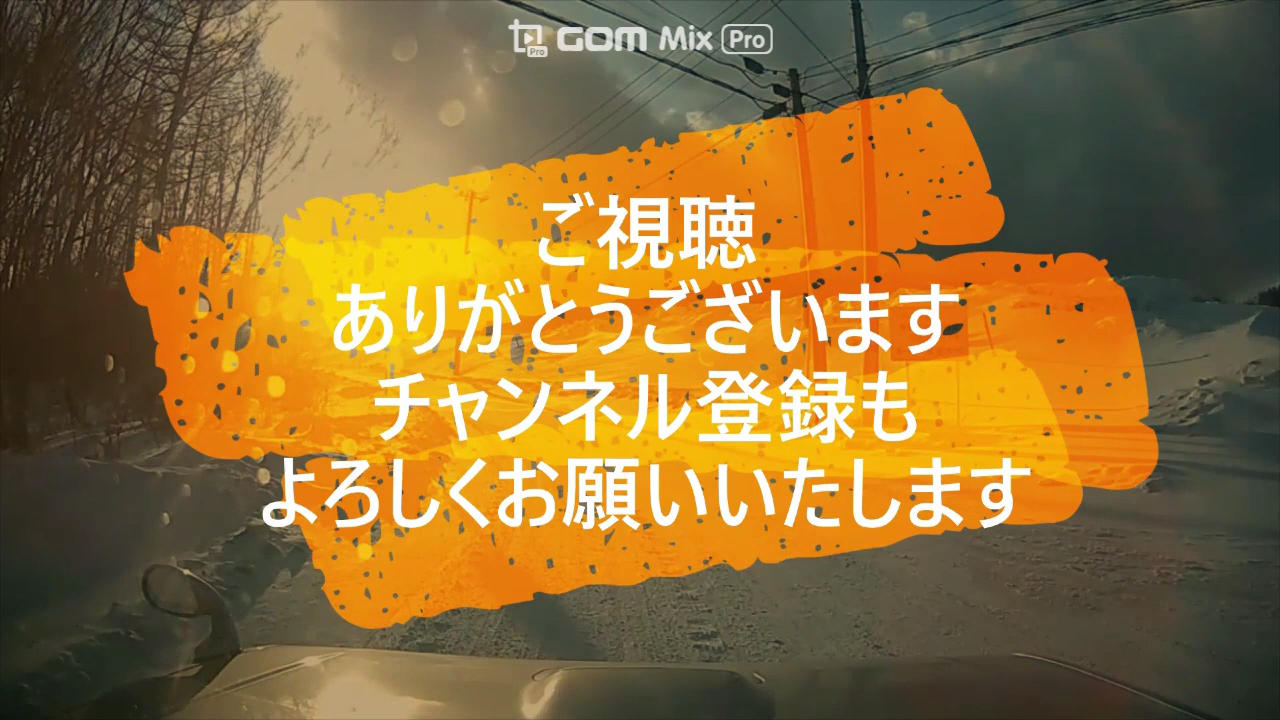 GOM Mix Pro
Pro
ご視聴
ありがとうございます
チャンネル登録も
よろしくお願いいたします